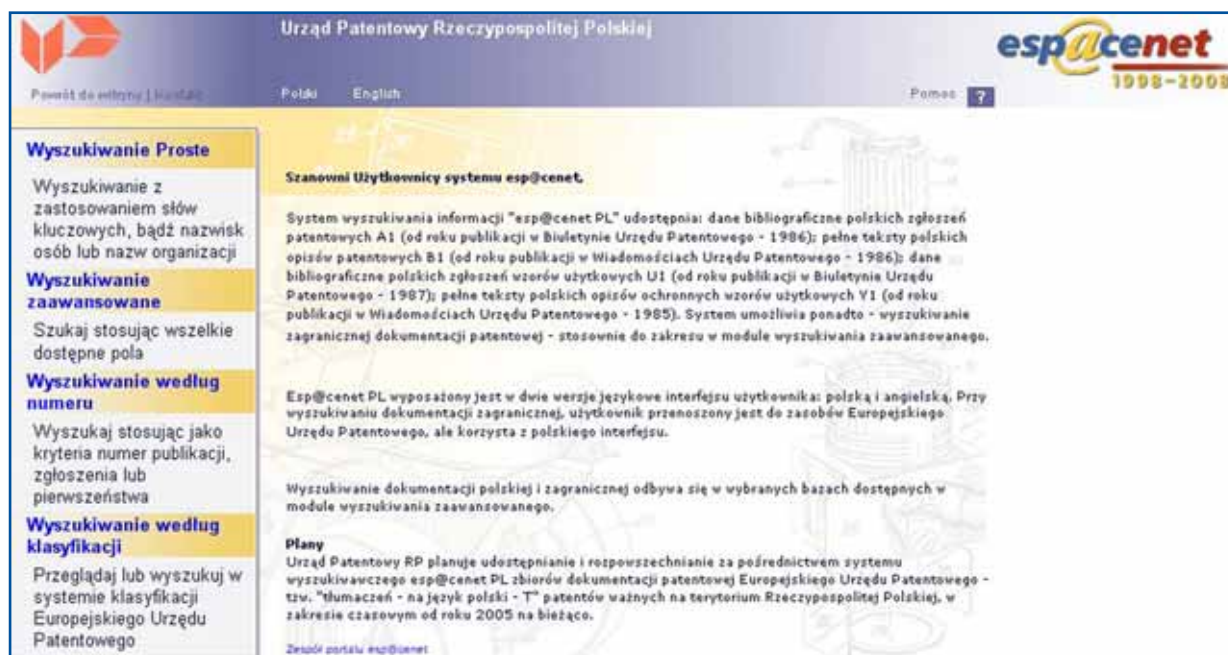 Urząd Patentowy Rzeczypospolitej Polskiej
esp@cenet
1998-2008
Powrót do witryny | Kontakt
Polski English
Pomoc ?
Wyszukiwanie Proste
Wyszukiwanie z
zastosowaniem słów
kluczowych, bądź nazwisk
osób lub nazw organizacji
Wyszukiwanie
zaawansowane
Szukaj stosując wszelkie
dostępne pola
Wyszukiwanie według
numeru
Wyszukaj stosując jako
kryteria numer publikacji,
zgłoszenia lub
pierwszeństwa
Wyszukiwanie według
klasyfikacji
Przeglądaj lub wyszukuj w
systemie klasyfikacji
Europejskiego Urzędu
Patentowego
Szanowni Użytkownicy systemu esp@cenet,
System wyszukiwania informacji "esp@cenet PL" udostępnia: dane bibliograficzne polskich zgłoszeń
patentowych A1 (od roku publikacji w Biuletynie Urzędu Patentowego - 1986); pełne teksty polskich
opisów patentowych B1 (od roku publikacji w Wiadomościach Urzędu Patentowego - 1986); dane
bibliograficzne polskich zgłoszeń wzorów użytkowych U1 (od roku publikacji w Biuletynie Urzędu
Patentowego - 1987); pełne teksty polskich opisów ochronnych wzorów użytkowych Y1 (od roku
publikacji w Wiadomościach Urzędu Patentowego - 1985). System umożliwia ponadto - wyszukiwanie
zagranicznej dokumentacji patentowej - stosownie do zakresu w module wyszukiwania zaawansowanego.
Esp@cenet PL wyposażony jest w dwie wersje językowe interfejsu użytkownika: polską i angielską. Przy
wyszukiwaniu dokumentacji zagranicznej, użytkownik przenoszony jest do zasobów Europejskiego
Urzędu Patentowego, ale korzysta z polskiego interfejsu.
Wyszukiwanie dokumentacji polskiej i zagranicznej odbywa się w wybranych bazach dostępnych w
module wyszukiwania zaawansowanego.
Plany
Urząd Patentowy RP planuje udostępnianie i rozpowszechnianie za pośrednictwem systemu
wyszukiwawczego esp@cenet PL zbiorów dokumentacji patentowej Europejskiego Urzędu Patentowego -
tzw. "tłumaczeń - na język polski - T" patentów ważnych na terytorium Rzeczypospolitej Polskiej, w
zakresie czasowym od roku 2005 na bieżąco.
Zespół portalu esp@cenet